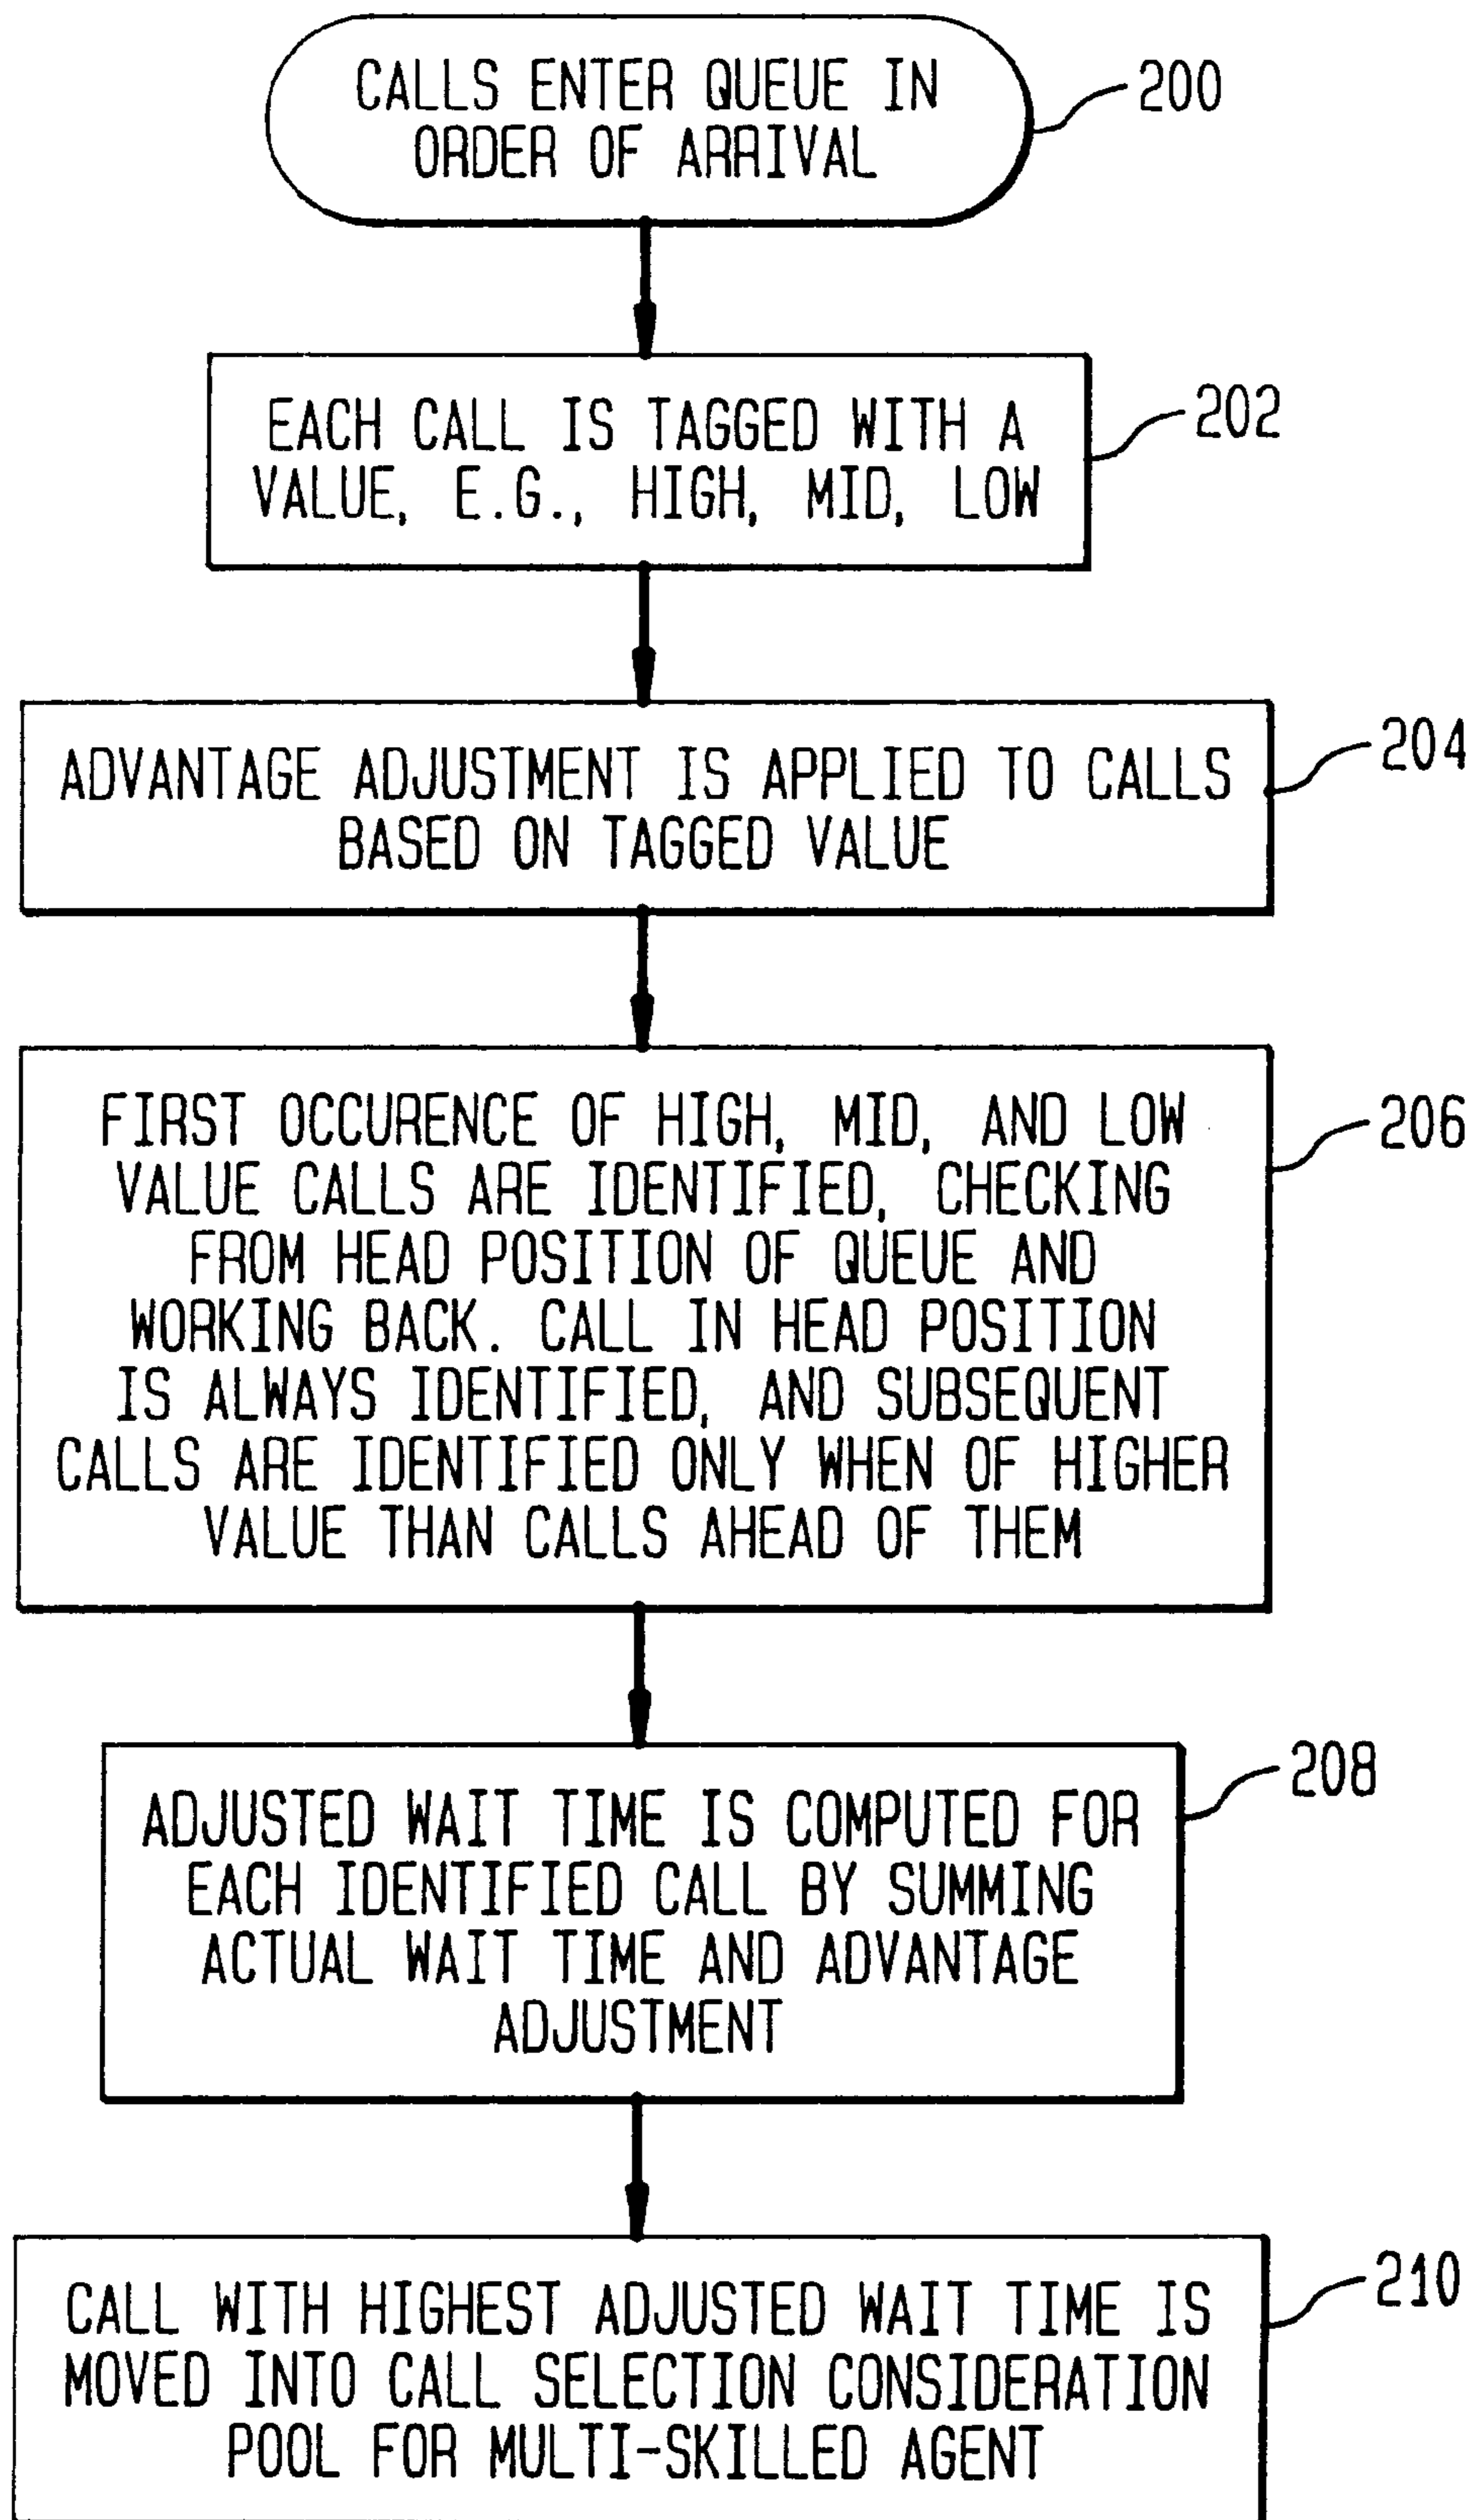 CALLS ENTER QUEUE IN
ORDER OF ARRIVAL
200
EACH CALL IS TAGGED WITH A
VALUE, E.G., HIGH, MID, LOW
202
ADVANTAGE ADJUSTMENT IS APPLIED TO CALLS
BASED ON TAGGED VALUE
204
FIRST OCCURENCE OF HIGH, MID, AND LOW
VALUE CALLS ARE IDENTIFIED, CHECKING
FROM HEAD POSITION OF QUEUE AND
WORKING BACK. CALL IN HEAD POSITION
IS ALWAYS IDENTIFIED, AND SUBSEQUENT
CALLS ARE IDENTIFIED ONLY WHEN OF HIGHER
VALUE THAN CALLS AHEAD OF THEM
206
ADJUSTED WAIT TIME IS COMPUTED FOR
EACH IDENTIFIED CALL BY SUMMING
ACTUAL WAIT TIME AND ADVANTAGE
ADJUSTMENT
208
CALL WITH HIGHEST ADJUSTED WAIT TIME IS
MOVED INTO CALL SELECTION CONSIDERATION
POOL FOR MULTI-SKILLED AGENT
210